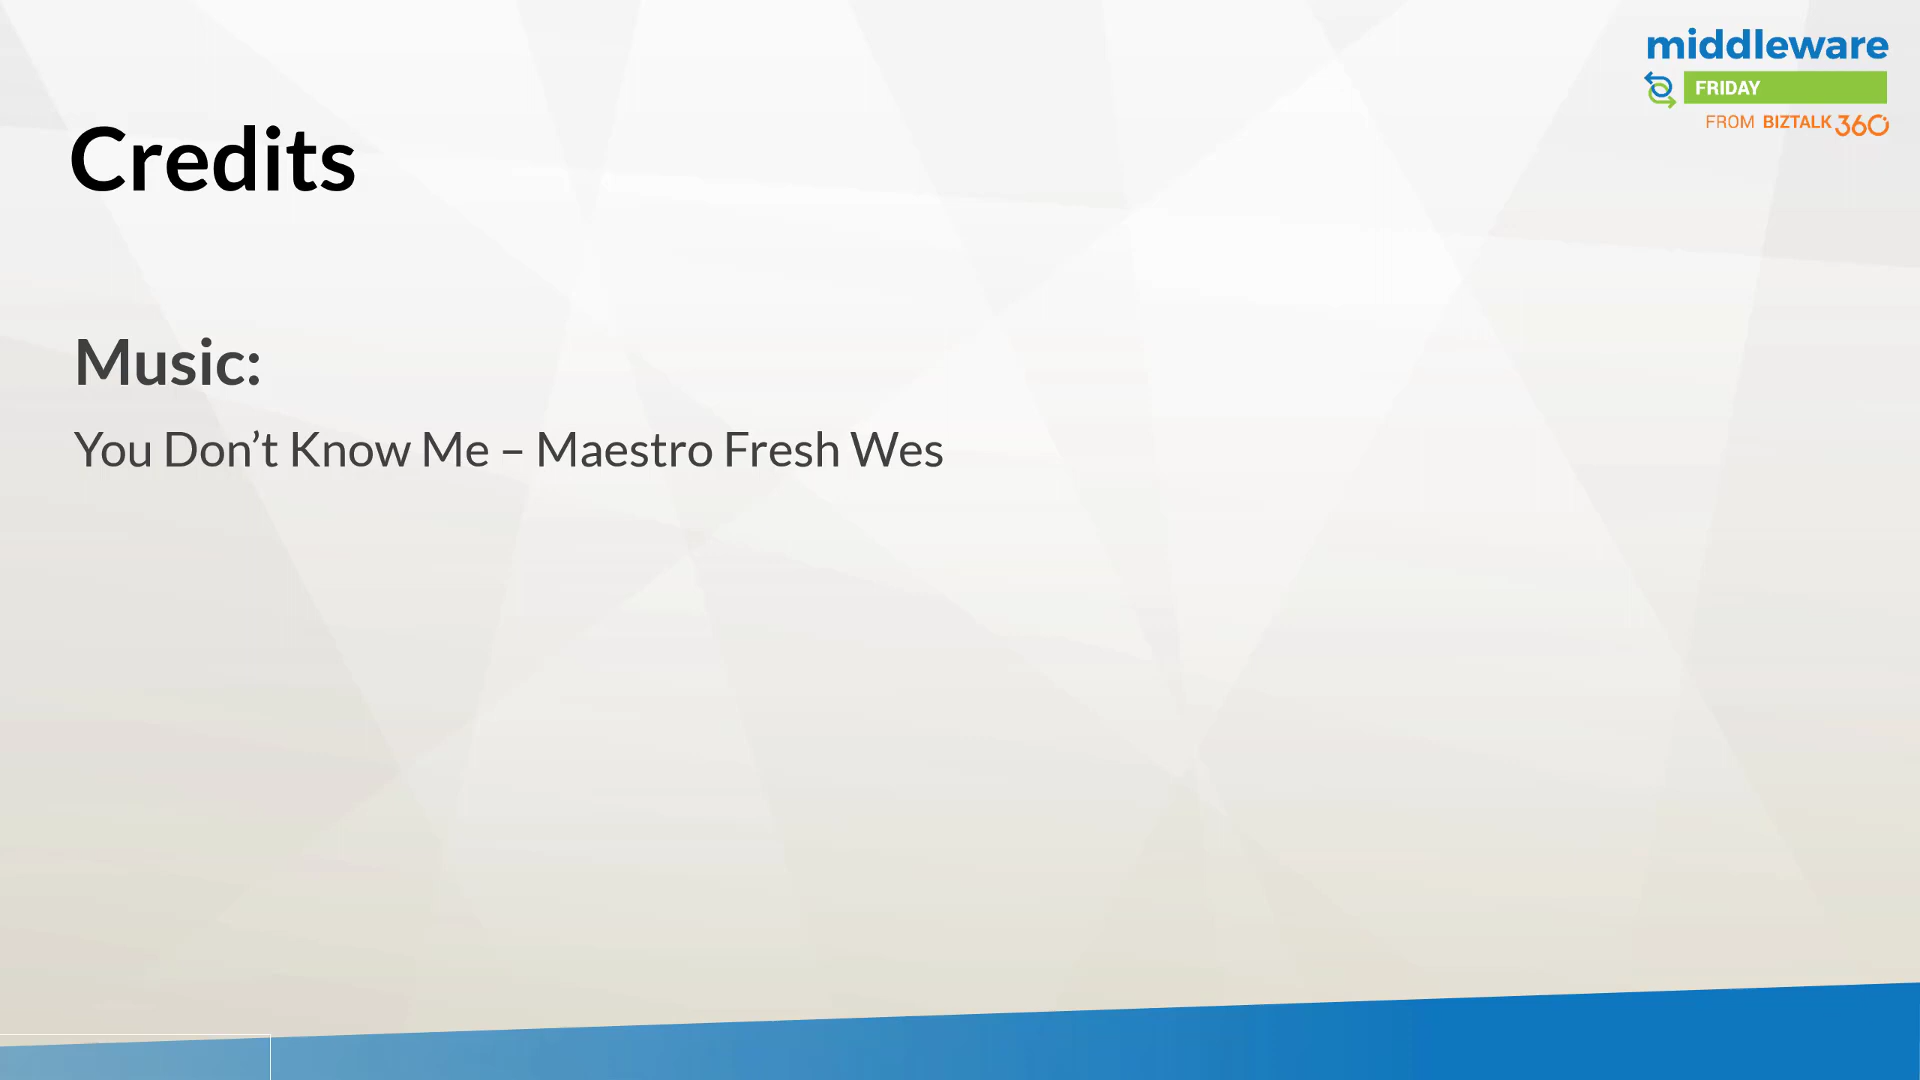 middleware
FRIDAY
FROM BIZTALK 360
Credits
Music:
You Don’t Know Me – Maestro Fresh Wes